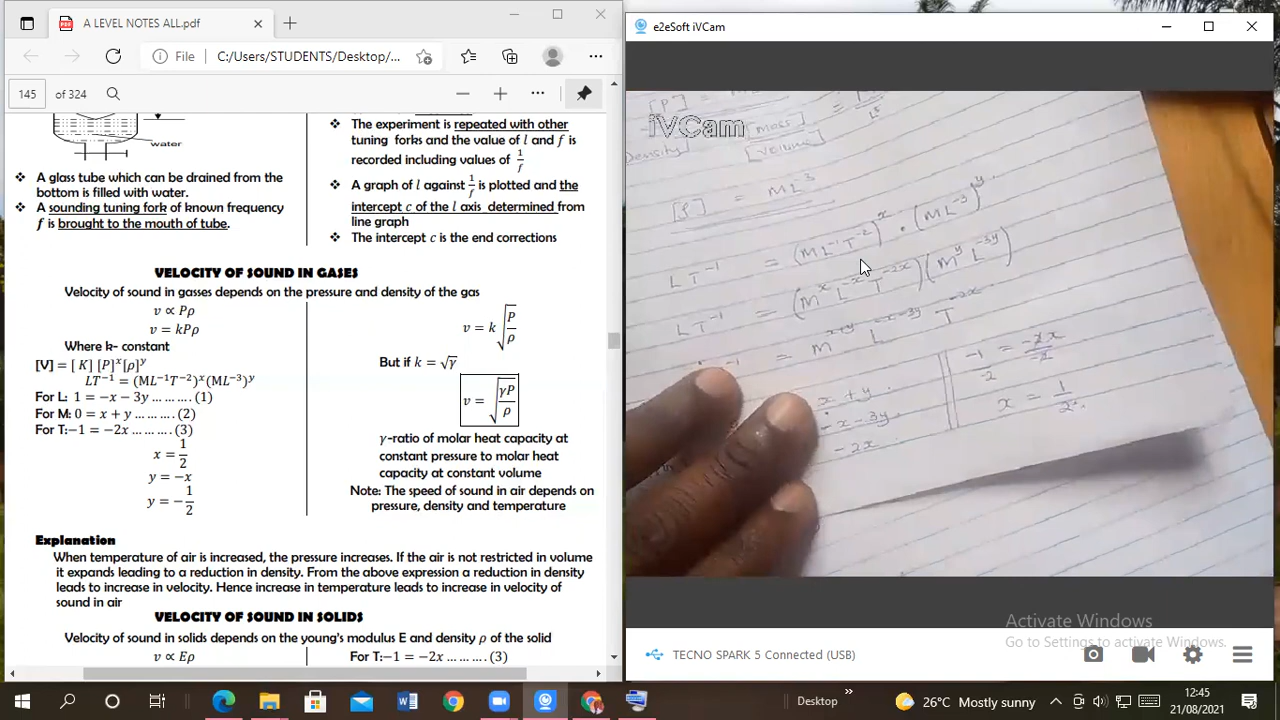 A LEVEL NOTES ALL.pdf
File
C:/Users/STUDENTS/Desktop/...
145
of 324
water
❖ A glass tube which can be drained from the
bottom is filled with water.
❖ A sounding tuning fork of known frequency
f is brought to the mouth of tube.
❖ The experiment is repeated with other
tuning forks and the value of l and f is
recorded including values of 1/f
❖ A graph of l against 1/f is plotted and the
intercept c of the l axis determined from
line graph
❖ The intercept c is the end corrections
VELOCITY OF SOUND IN GASES
Velocity of sound in gasses depends on the pressure and density of the gas
v ∝ Pρ
v = kPρ
Where k- constant
[V] = [ K] [P]ˣ[ρ]ʸ
LT⁻¹ = (ML⁻¹T⁻²)ˣ(ML⁻³)ʸ
For L: 1 = −x − 3y ... ... ... (1)
For M: 0 = x + y ... ... ... (2)
For T: −1 = −2x ... ... ... (3)
x = 1/2
y = −x
y = − 1/2
v = k √(P/ρ)
But if k = √γ
v = √(γP/ρ)
γ-ratio of molar heat capacity at
constant pressure to molar heat
capacity at constant volume
Note: The speed of sound in air depends on
pressure, density and temperature
Explanation
When temperature of air is increased, the pressure increases. If the air is not restricted in volume
it expands leading to a reduction in density. From the above expression a reduction in density
leads to increase in velocity. Hence increase in temperature leads to increase in velocity of
sound in air
VELOCITY OF SOUND IN SOLIDS
Velocity of sound in solids depends on the young's modulus E and density ρ of the solid
v ∝ Eρ
For T: −1 = −2x ... ... ... (3)
e2eSoft iVCam
iVCam
[mass]
[volume]
[ρ] = ML⁻³
LT⁻¹ = (ML⁻¹T⁻²)ˣ · (ML⁻³)ʸ
LT⁻¹ = (Mˣ L⁻ˣ T⁻²ˣ)(Mʸ L⁻³ʸ)
= Mˣ⁺ʸ L⁻ˣ⁻³ʸ T⁻²ˣ
x + y
-x - 3y
-2x
-1/-2 = -2x/-2
x = 1/2
Activate Windows
Go to Settings to activate Windows.
TECNO SPARK 5 Connected (USB)
Desktop
26°C Mostly sunny
12:45
21/08/2021